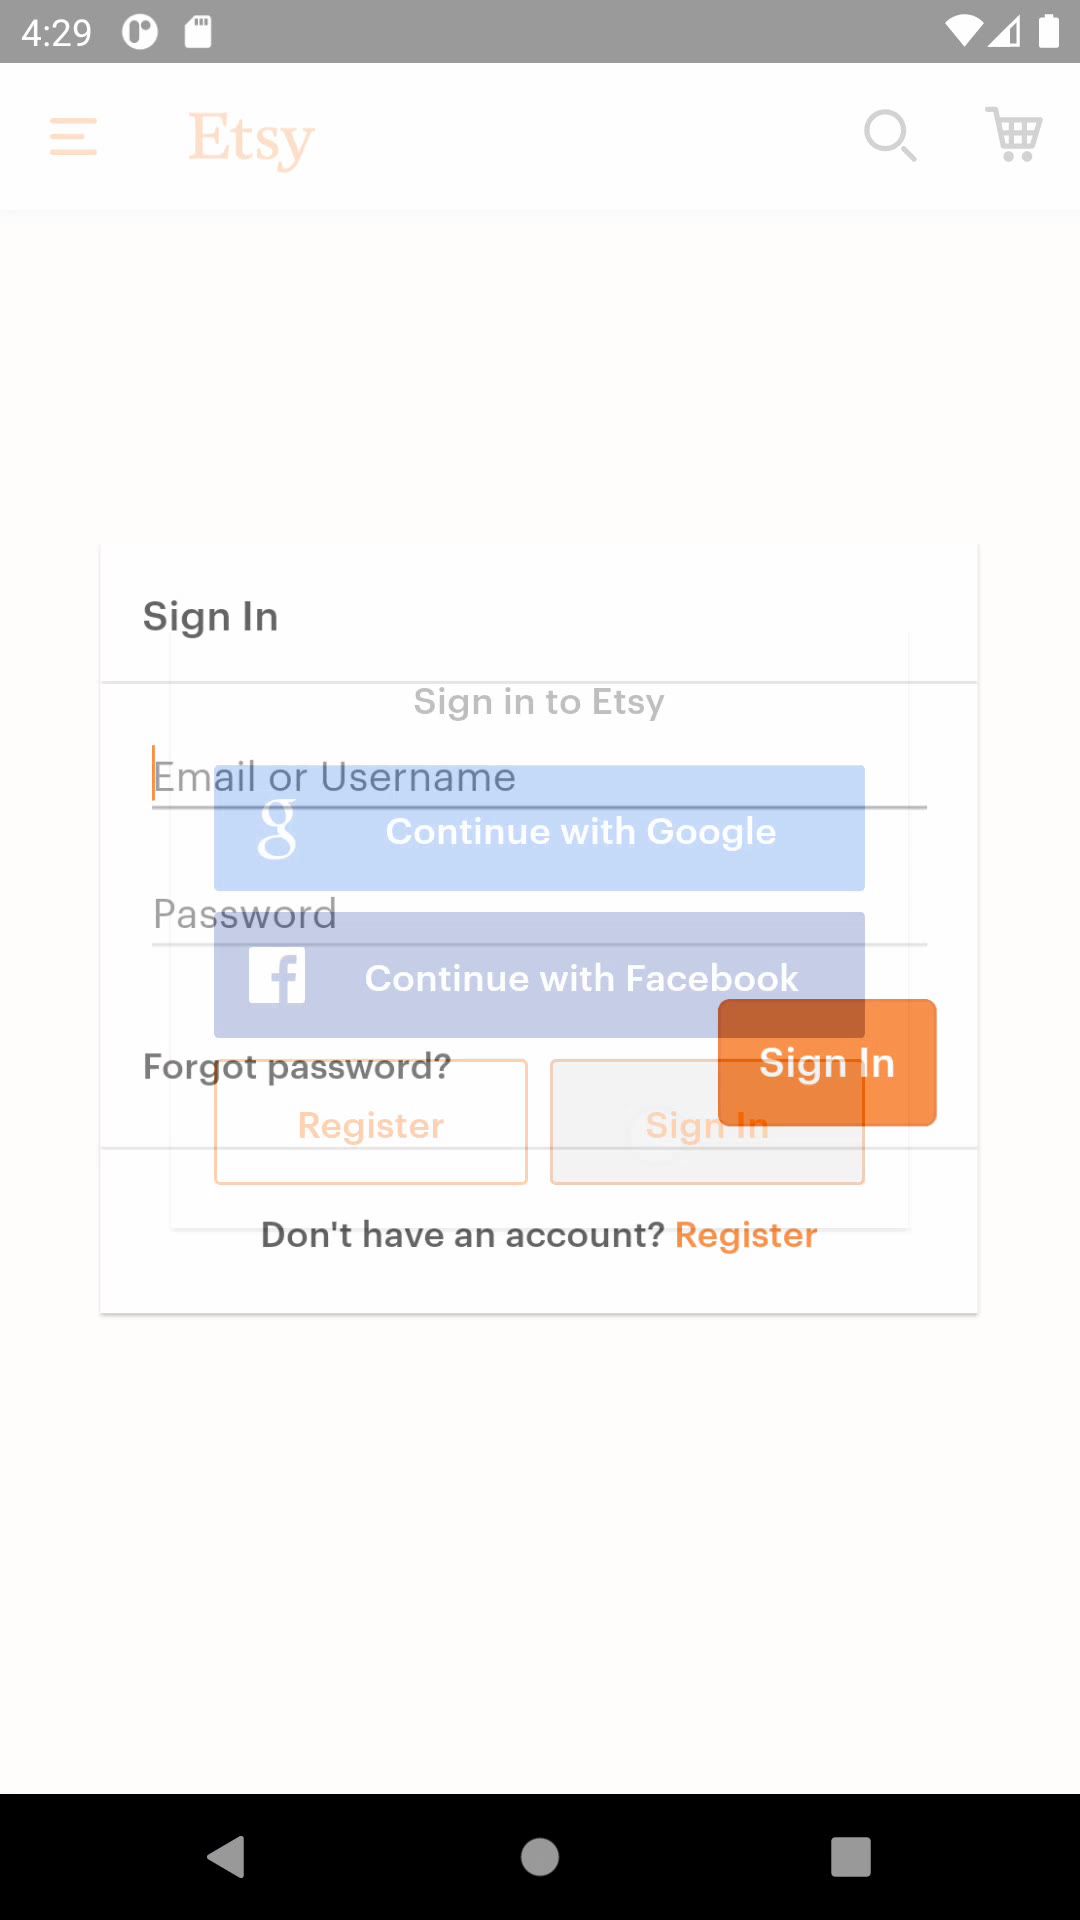 4:29
Etsy
Sign In
Sign in to Etsy
Email or Username
Continue with Google
Password
Continue with Facebook
Forgot password?
Sign In
Register
Sign In
Don't have an account? Register